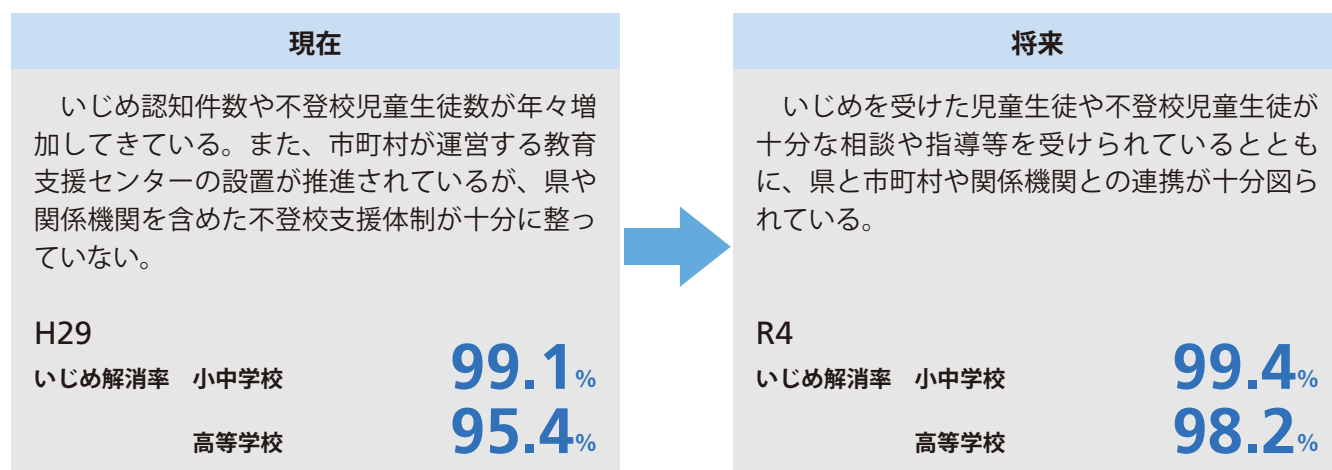 現在
いじめ認知件数や不登校児童生徒数が年々増
加してきている。また、市町村が運営する教育
支援センターの設置が推進されているが、県や
関係機関を含めた不登校支援体制が十分に整っ
ていない。
H29
いじめ解消率 小中学校 99.1%
高等学校 95.4%
将来
いじめを受けた児童生徒や不登校児童生徒が
十分な相談や指導等を受けられているととも
に、県と市町村や関係機関との連携が十分図ら
れている。
R4
いじめ解消率 小中学校 99.4%
高等学校 98.2%